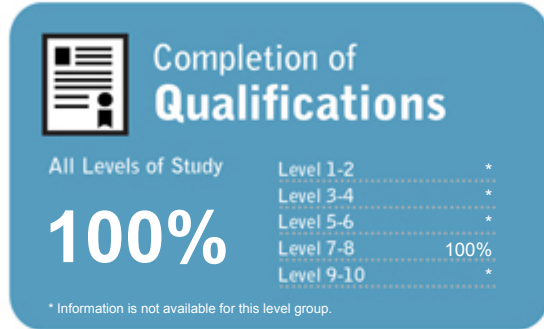 Completion of
Qualifications
All Levels of Study
100%
Level 1-2 *
Level 3-4 *
Level 5-6 *
Level 7-8 100%
Level 9-10 *
* Information is not available for this level group.